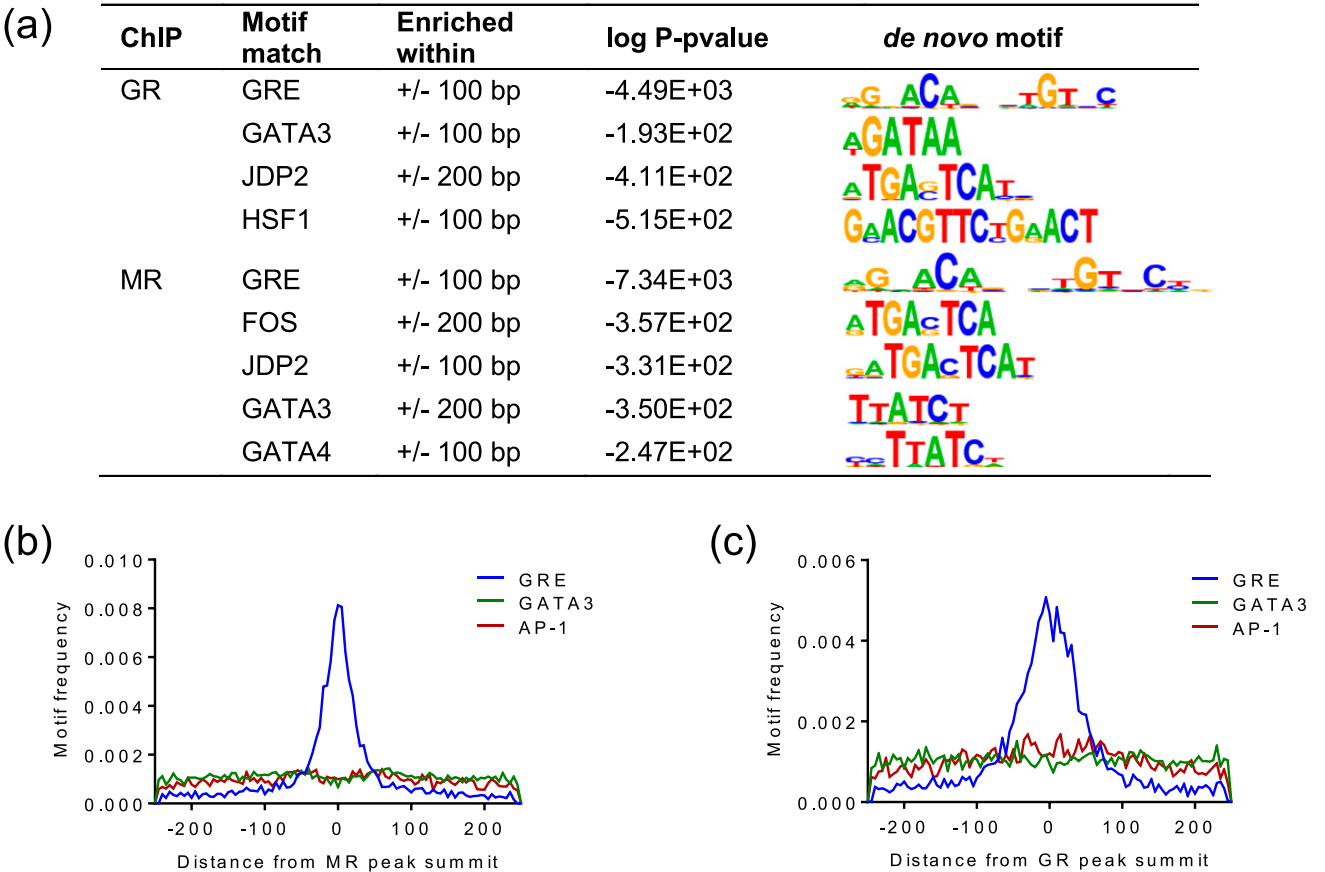 (a)
ChIP Motif match Enriched within log P-pvalue de novo motif
GR GRE +/- 100 bp -4.49E+03
GATA3 +/- 100 bp -1.93E+02 AGATAA
JDP2 +/- 200 bp -4.11E+02
HSF1 +/- 100 bp -5.15E+02
MR GRE +/- 100 bp -7.34E+03
FOS +/- 200 bp -3.57E+02
JDP2 +/- 100 bp -3.31E+02
GATA3 +/- 200 bp -3.50E+02 TTATCT
GATA4 +/- 100 bp -2.47E+02
(b)
0.010
0.008
0.006
0.004
0.002
0.000
Motif frequency
-200 -100 0 100 200
Distance from MR peak summit
GRE
GATA3
AP-1
(c)
0.006
0.004
0.002
0.000
Motif frequency
-200 -100 0 100 200
Distance from GR peak summit
GRE
GATA3
AP-1